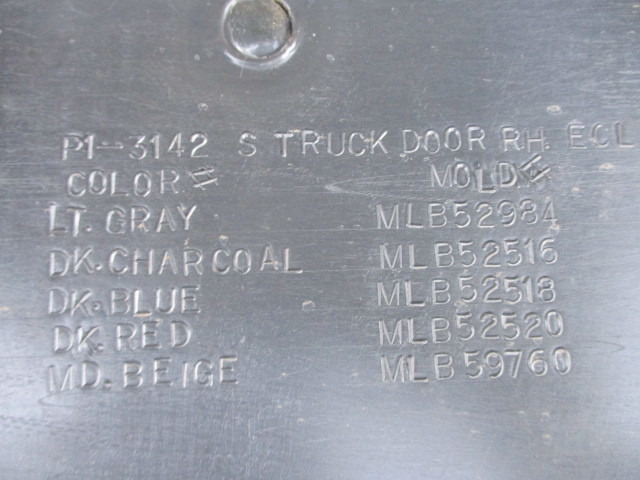 P1-3142 S TRUCK DOOR RH. ECL
COLOR# MOLD#
LT. GRAY MLB52984
DK. CHARCOAL MLB52516
DK. BLUE MLB52518
DK. RED MLB52520
MD. BEIGE MLB59760